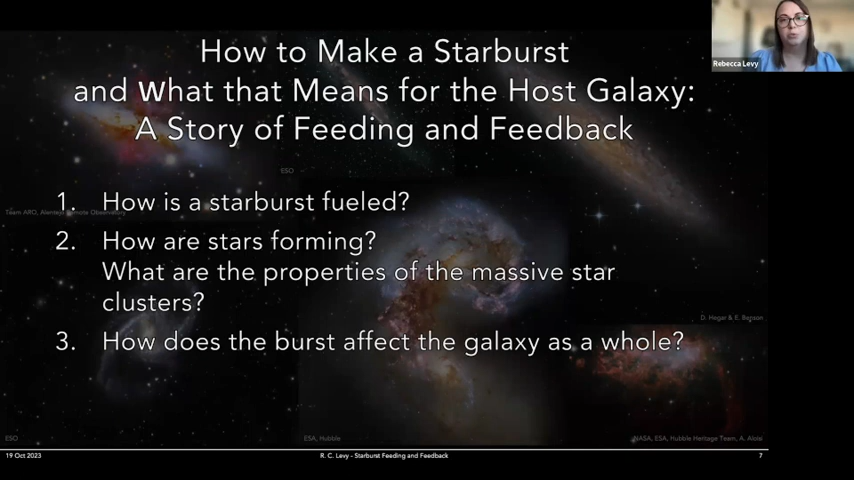 How to Make a Starburst
and What that Means for the Host Galaxy:
A Story of Feeding and Feedback
Rebecca Levy
ESO
1. How is a starburst fueled?
Team ARO, Alentejo Remote Observatory
2. How are stars forming?
What are the properties of the massive star
clusters?
D. Hager & E. Benson
3. How does the burst affect the galaxy as a whole?
ESO
ESA, Hubble
NASA, ESA, Hubble Heritage Team, A. Aloisi
19 Oct 2023
R. C. Levy - Starburst Feeding and Feedback
7